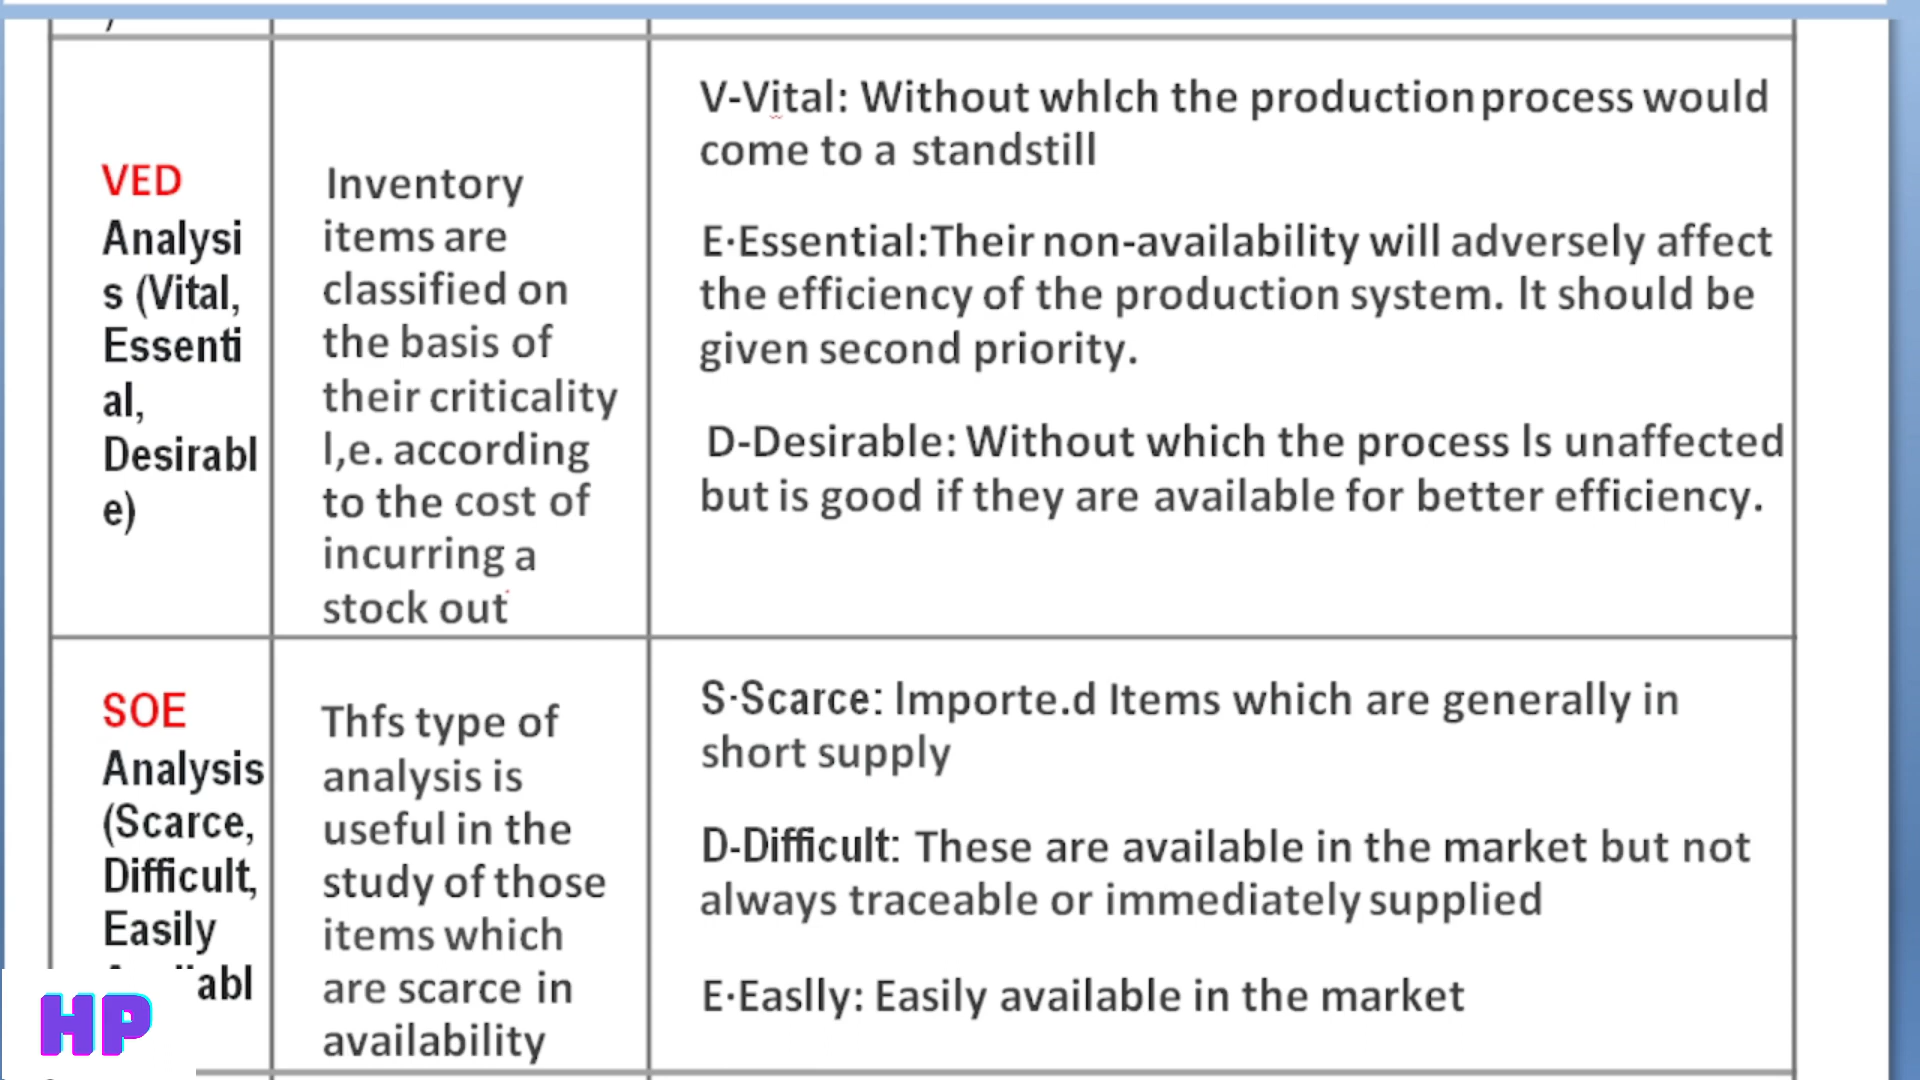 VED
Analysi
s (Vital,
Essenti
al,
Desirabl
e)
Inventory
items are
classified on
the basis of
their criticality
l,e. according
to the cost of
incurring a
stock out
V-Vital: Without whlch the production process would
come to a standstill
E·Essential:Their non-availability will adversely affect
the efficiency of the production system. lt should be
given second priority.
D-Desirable: Without which the process ls unaffected
but is good if they are available for better efficiency.
SOE
Analysis
(Scarce,
Difficult,
Easily
abl
Thfs type of
analysis is
useful in the
study of those
items which
are scarce in
availability
S·Scarce: lmporte.d ltems which are generally in
short supply
D-Difficult: These are available in the market but not
always traceable or immediately supplied
E·Easlly: Easily available in the market
HP